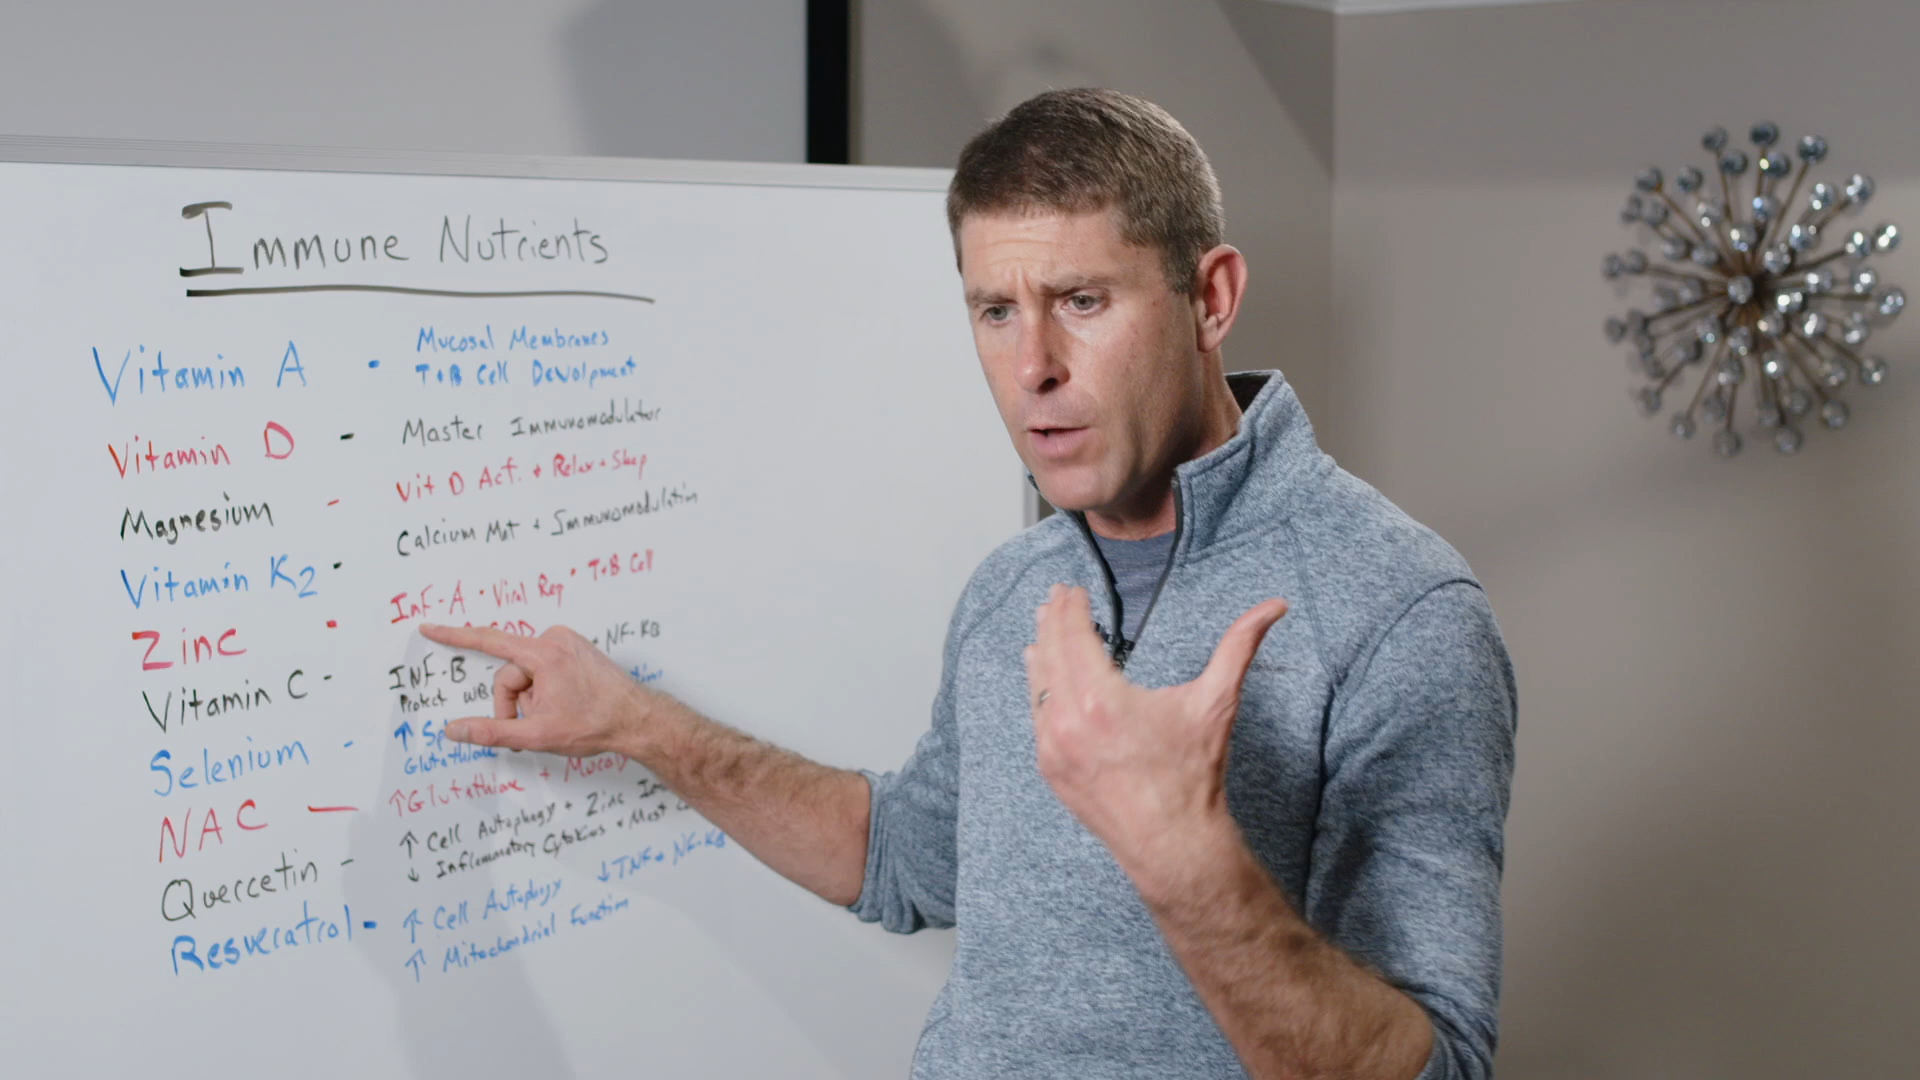 Immune Nutrients
Vitamin A - Mucosal Membranes
T+B Cell Devolpment
Vitamin D - Master Immunomodulator
Magnesium - Vit D Act. + Relax + Sleep
Vitamin K2 - Calcium Met + Immunomodulation
Zinc - INF-A • Viral Rep • T+B Cell
SOD
Vitamin C - INF-B - NF-KB
Protect WBC
Selenium - ↑
Glutathione
NAC - ↑Glutathione +
Quercetin - ↑ Cell Autophagy + Zinc
↓ Inflammatory Cytokines + Mast
Resveratrol - ↑ Cell Autophagy ↓TNF + NF-KB
↑ Mitochondrial Function